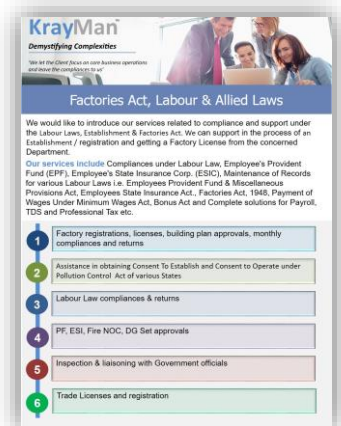 KrayMan
Demystifying Complexities
"We let the Client focus on core business operations
and leave the compliances to us"
Factories Act, Labour & Allied Laws
We would like to introduce our services related to compliance and support under
the Labour Laws, Establishment & Factories Act. We can support in the process of an
Establishment / registration and getting a Factory License from the concerned
Department.
Our services include Compliances under Labour Law, Employee's Provident
Fund (EPF), Employee's State Insurance Corp. (ESIC), Maintenance of Records
for various Labour Laws i.e. Employees Provident Fund & Miscellaneous
Provisions Act, Employees State Insurance Act., Factories Act, 1948, Payment of
Wages Under Minimum Wages Act, Bonus Act and Complete solutions for Payroll,
TDS and Professional Tax etc.
1 Factory registrations, licenses, building plan approvals, monthly
compliances and returns
2 Assistance in obtaining Consent To Establish and Consent to Operate under
Pollution Control Act of various States
3 Labour Law compliances & returns
4 PF, ESI, Fire NOC, DG Set approvals
5 Inspection & liaisoning with Government officials
6 Trade Licenses and registration